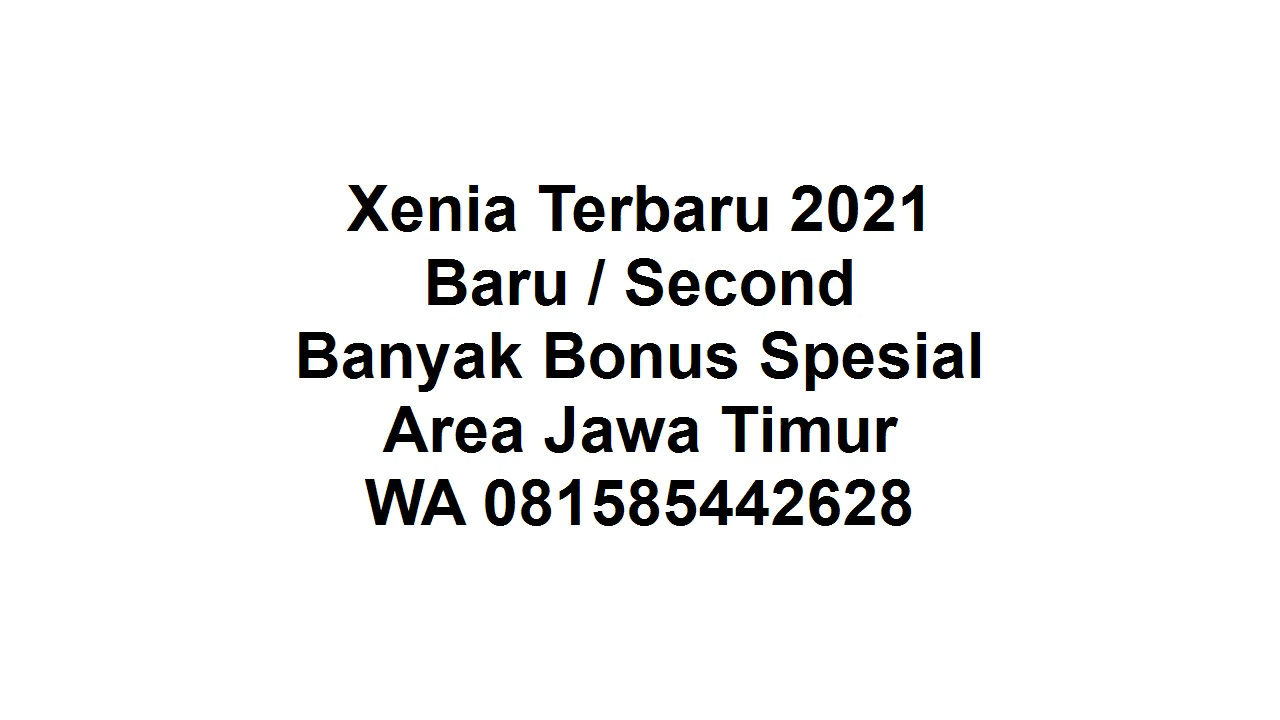 Xenia Terbaru 2021
Baru / Second
Banyak Bonus Spesial
Area Jawa Timur
WA 081585442628